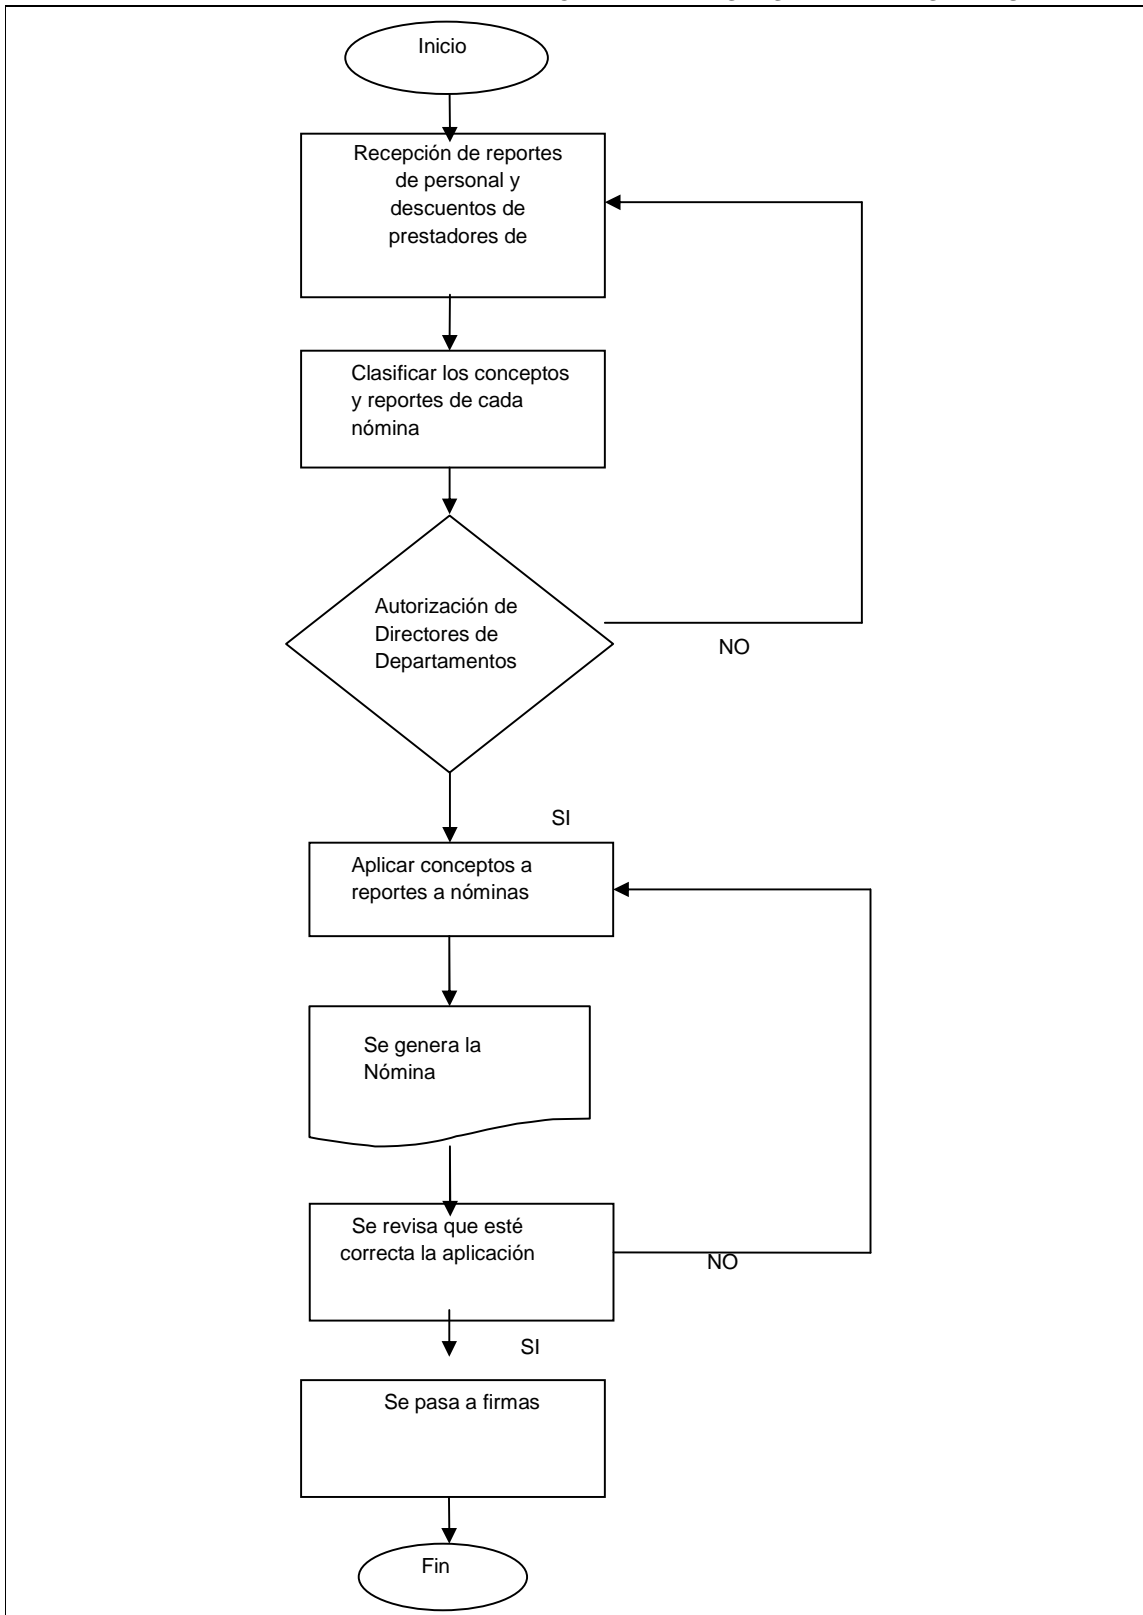 Inicio
Recepción de reportes
de personal y
descuentos de
prestadores de
Clasificar los conceptos
y reportes de cada
nómina
Autorización de
Directores de
Departamentos
NO
SI
Aplicar conceptos a
reportes a nóminas
Se genera la
Nómina
Se revisa que esté
correcta la aplicación
NO
SI
Se pasa a firmas
Fin